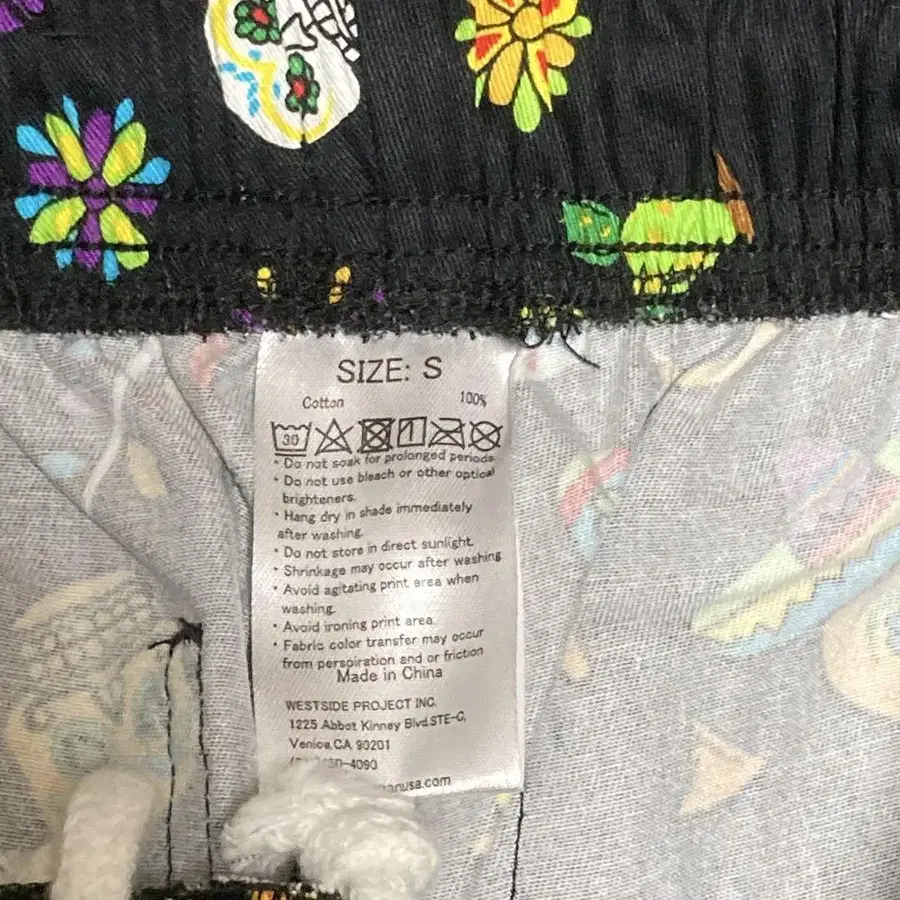 SIZE: S
Cotton 100%
30
• Do not soak for prolonged periods
• Do not use bleach or other optical
brighteners.
• Hang dry in shade immediately
after washing.
• Do not store in direct sunlight.
• Shrinkage may occur after washing
• Avoid agitating print area when
washing.
• Avoid ironing print area.
• Fabric color transfer may occur
from perspiration and or friction
Made in China
WESTSIDE PROJECT INC.
1225 Abbot Kinney Blvd.STE-C,
Venice,CA 90201
-4090
anusa.com